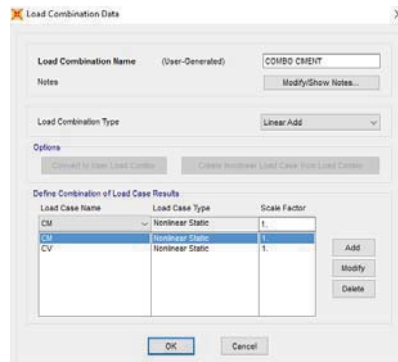 Load Combination Data
Load Combination Name (User-Generated) COMBO CIMENT
Notes Modify/Show Notes...
Load Combination Type Linear Add
Options
Convert to User Load Combo Create Nonlinear Load Case from Load Combo
Define Combination of Load Case Results
Load Case Name Load Case Type Scale Factor
CM Nonlinear Static 1.
CM Nonlinear Static 1.
CV Nonlinear Static 1.
Add
Modify
Delete
OK Cancel